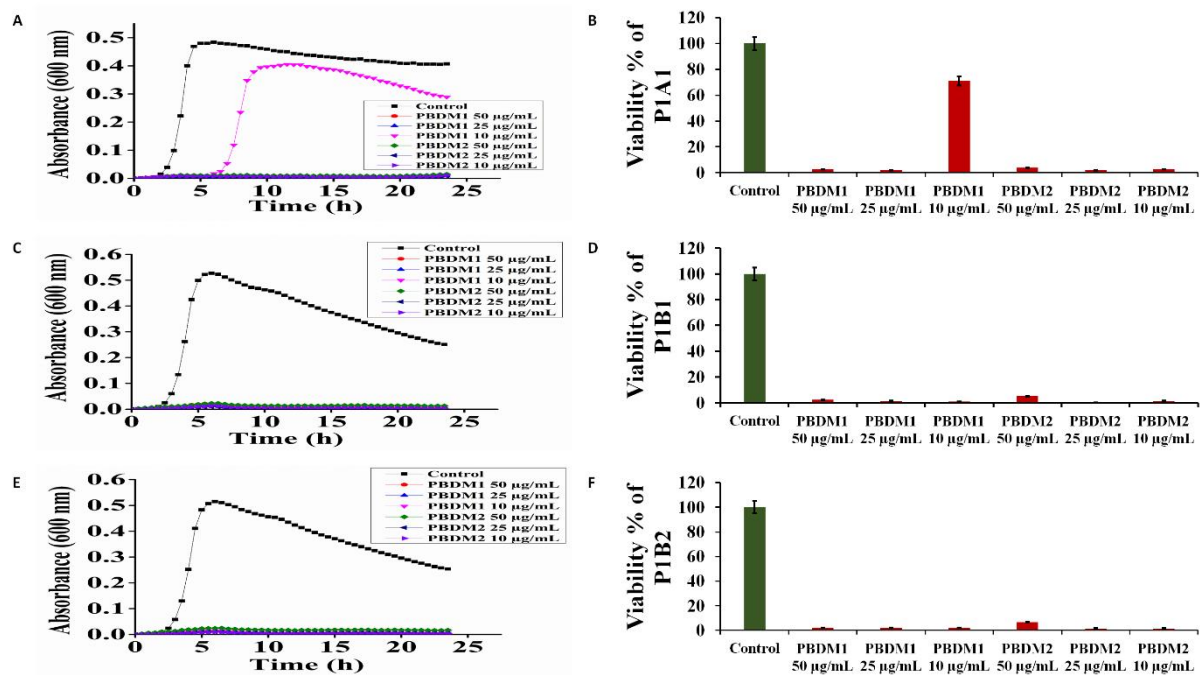 A
Absorbance (600 nm)
0.5
0.4
0.3
0.2
0.1
0.0
0 5 10 15 20 25
Time (h)
Control
PBDM1 50 µg/mL
PBDM1 25 µg/mL
PBDM1 10 µg/mL
PBDM2 50 µg/mL
PBDM2 25 µg/mL
PBDM2 10 µg/mL
B
Viability % of
P1A1
120
100
80
60
40
20
0
Control PBDM1 PBDM1 PBDM1 PBDM2 PBDM2 PBDM2
50 µg/mL 25 µg/mL 10 µg/mL 50 µg/mL 25 µg/mL 10 µg/mL
C
Absorbance (600 nm)
0.6
0.5
0.4
0.3
0.2
0.1
0.0
0 5 10 15 20 25
Time (h)
Control
PBDM1 50 µg/mL
PBDM1 25 µg/mL
PBDM1 10 µg/mL
PBDM2 50 µg/mL
PBDM2 25 µg/mL
PBDM2 10 µg/mL
D
Viability % of
P1B1
120
100
80
60
40
20
0
Control PBDM1 PBDM1 PBDM1 PBDM2 PBDM2 PBDM2
50 µg/mL 25 µg/mL 10 µg/mL 50 µg/mL 25 µg/mL 10 µg/mL
E
Absorbance (600 nm)
0.6
0.5
0.4
0.3
0.2
0.1
0.0
0 5 10 15 20 25
Time (h)
Control
PBDM1 50 µg/mL
PBDM1 25 µg/mL
PBDM1 10 µg/mL
PBDM2 50 µg/mL
PBDM2 25 µg/mL
PBDM2 10 µg/mL
F
Viability % of
P1B2
120
100
80
60
40
20
0
Control PBDM1 PBDM1 PBDM1 PBDM2 PBDM2 PBDM2
50 µg/mL 25 µg/mL 10 µg/mL 50 µg/mL 25 µg/mL 10 µg/mL